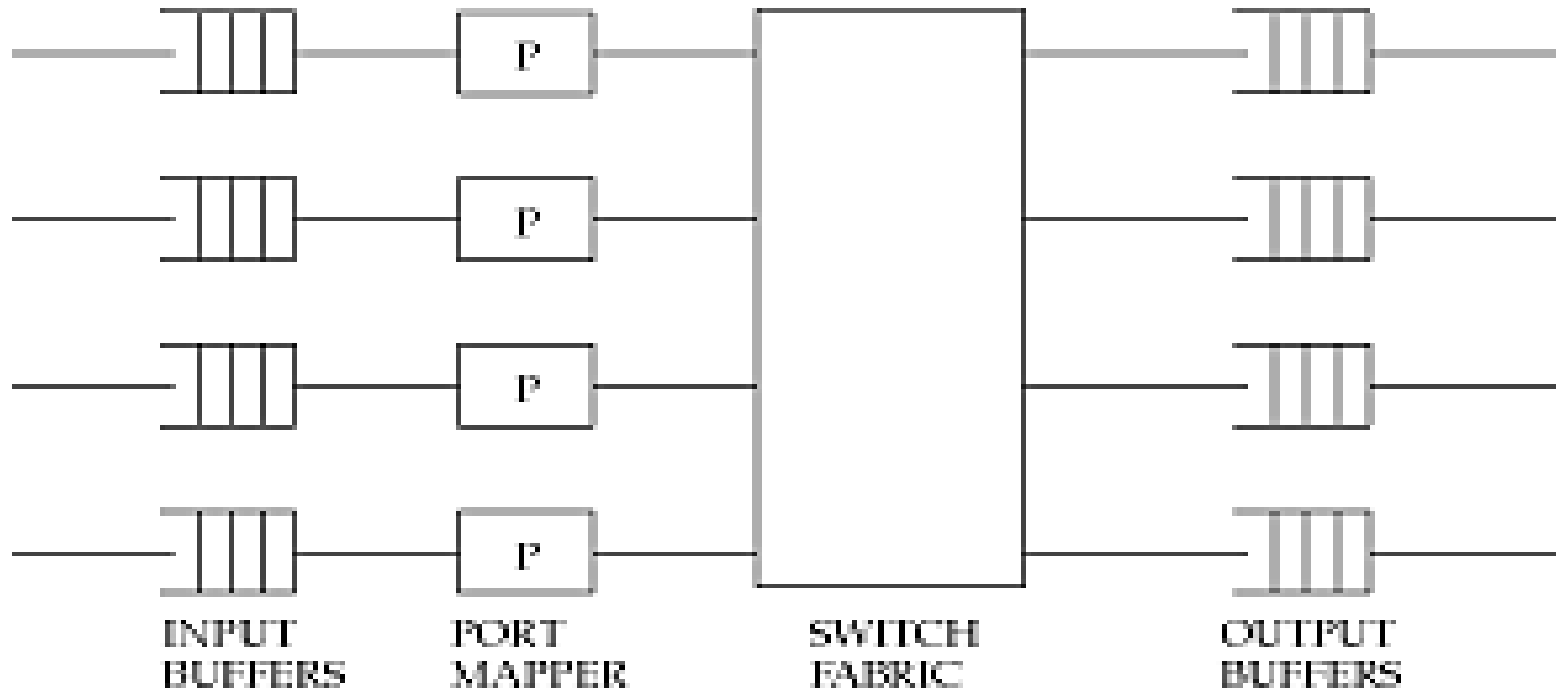 P
P
P
P
INPUT BUFFERS
PORT MAPPER
SWITCH FABRIC
OUTPUT BUFFERS